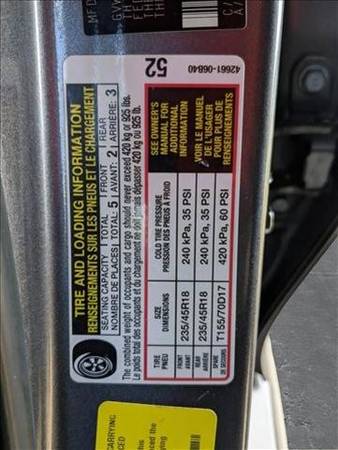 TIRE AND LOADING INFORMATION
RENSEIGNEMENTS SUR LES PNEUS ET LE CHARGEMENT
SEATING CAPACITY | TOTAL | FRONT | REAR
NOMBRE DE PLACES | TOTAL: 5 | AVANT: 2 | ARRIÈRE: 3
The combined weight of occupants and cargo should never exceed 420 kg or 925 lbs.
Le poids total des occupants et du chargement ne doit jamais dépasser 420 kg ou 925 lb.
TIRE
PNEU
SIZE
DIMENSIONS
COLD TIRE PRESSURE
PRESSION DES PNEUS À FROID
FRONT
AVANT
235/45R18
240 kPa, 35 PSI
REAR
ARRIÈRE
235/45R18
240 kPa, 35 PSI
SPARE
DE SECOURS
T155/70D17
420 kPa, 60 PSI
SEE OWNER'S
MANUAL FOR
ADDITIONAL
INFORMATION
VOIR LE MANUEL
DE L'USAGER
POUR PLUS DE
RENSEIGNEMENTS
52
42661-06840
MFD
GVW
CARRYING